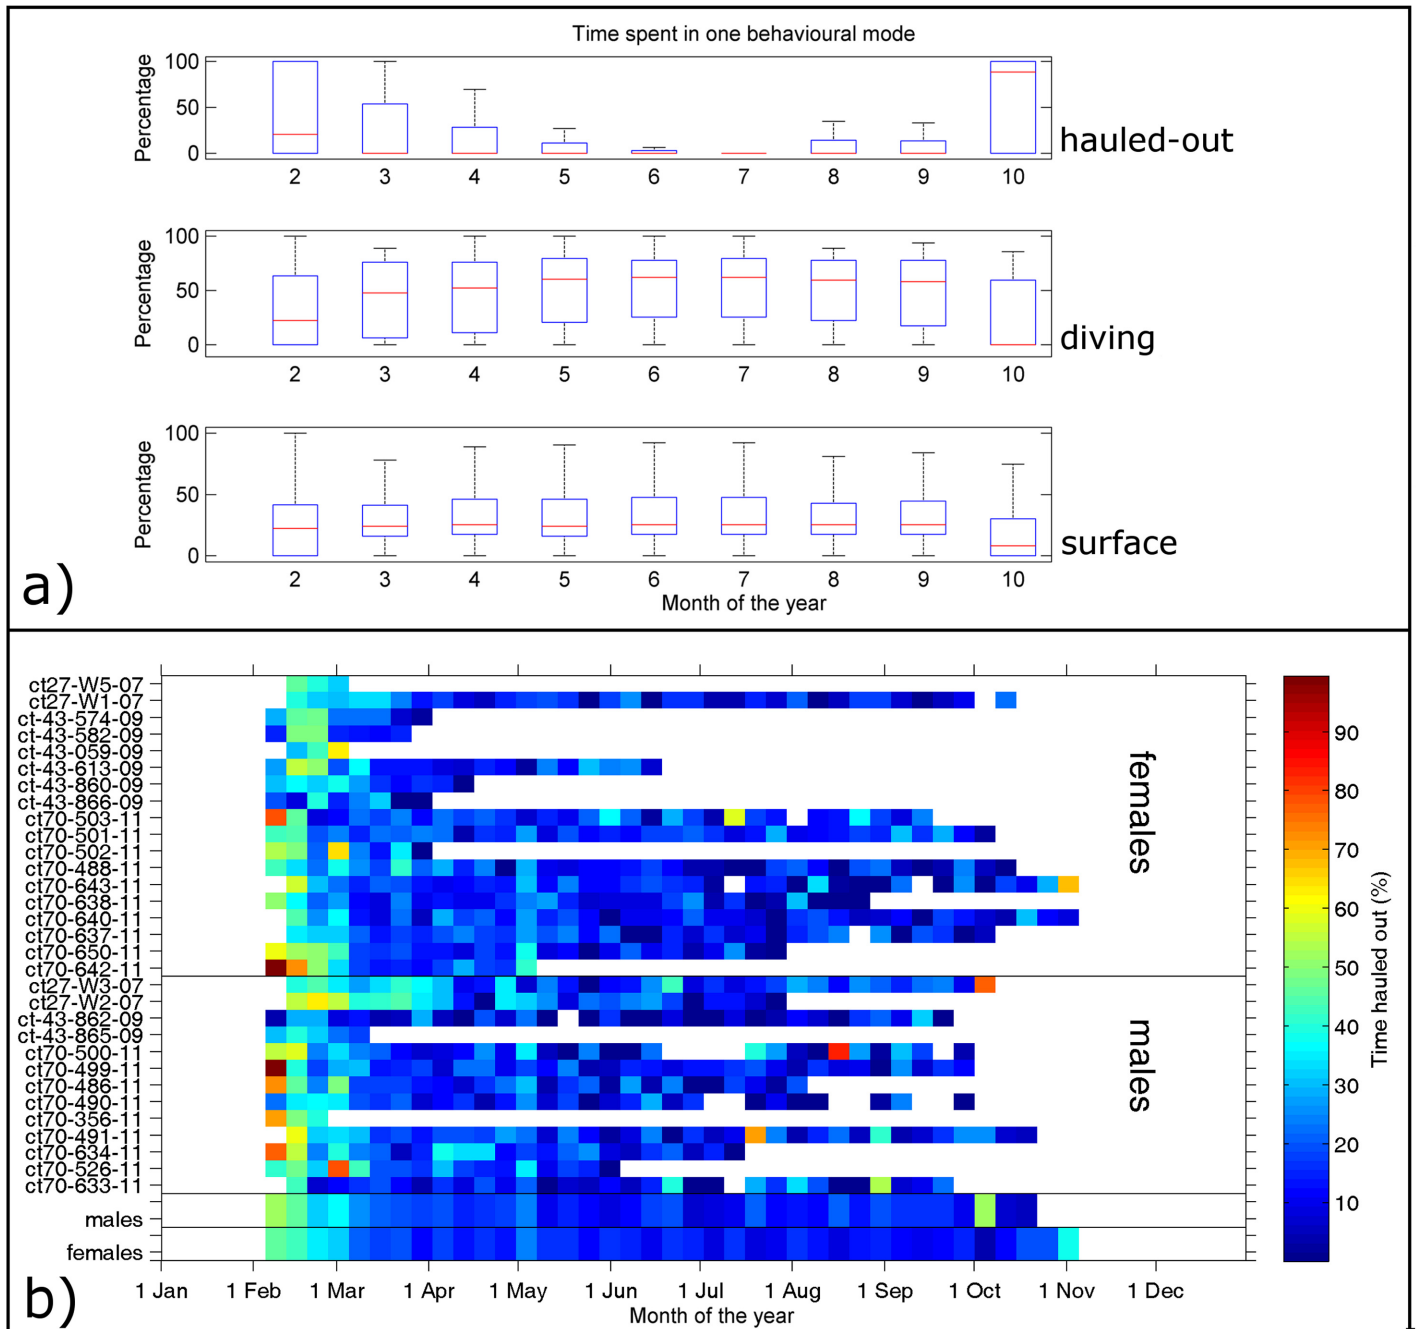 Time spent in one behavioural mode
Percentage
100
50
0
2 3 4 5 6 7 8 9 10
hauled-out
Percentage
100
50
0
2 3 4 5 6 7 8 9 10
diving
Percentage
100
50
0
2 3 4 5 6 7 8 9 10
surface
Month of the year
a)
ct27-W5-07
ct27-W1-07
ct-43-574-09
ct-43-582-09
ct-43-059-09
ct-43-613-09
ct-43-860-09
ct-43-866-09
ct70-503-11
ct70-501-11
ct70-502-11
ct70-488-11
ct70-643-11
ct70-638-11
ct70-640-11
ct70-637-11
ct70-650-11
ct70-642-11
females
ct27-W3-07
ct27-W2-07
ct-43-862-09
ct-43-865-09
ct70-500-11
ct70-499-11
ct70-486-11
ct70-490-11
ct70-356-11
ct70-491-11
ct70-634-11
ct70-526-11
ct70-633-11
males
males
females
1 Jan 1 Feb 1 Mar 1 Apr 1 May 1 Jun 1 Jul 1 Aug 1 Sep 1 Oct 1 Nov 1 Dec
Month of the year
b)
90
80
70
60
50
40
30
20
10
Time hauled out (%)